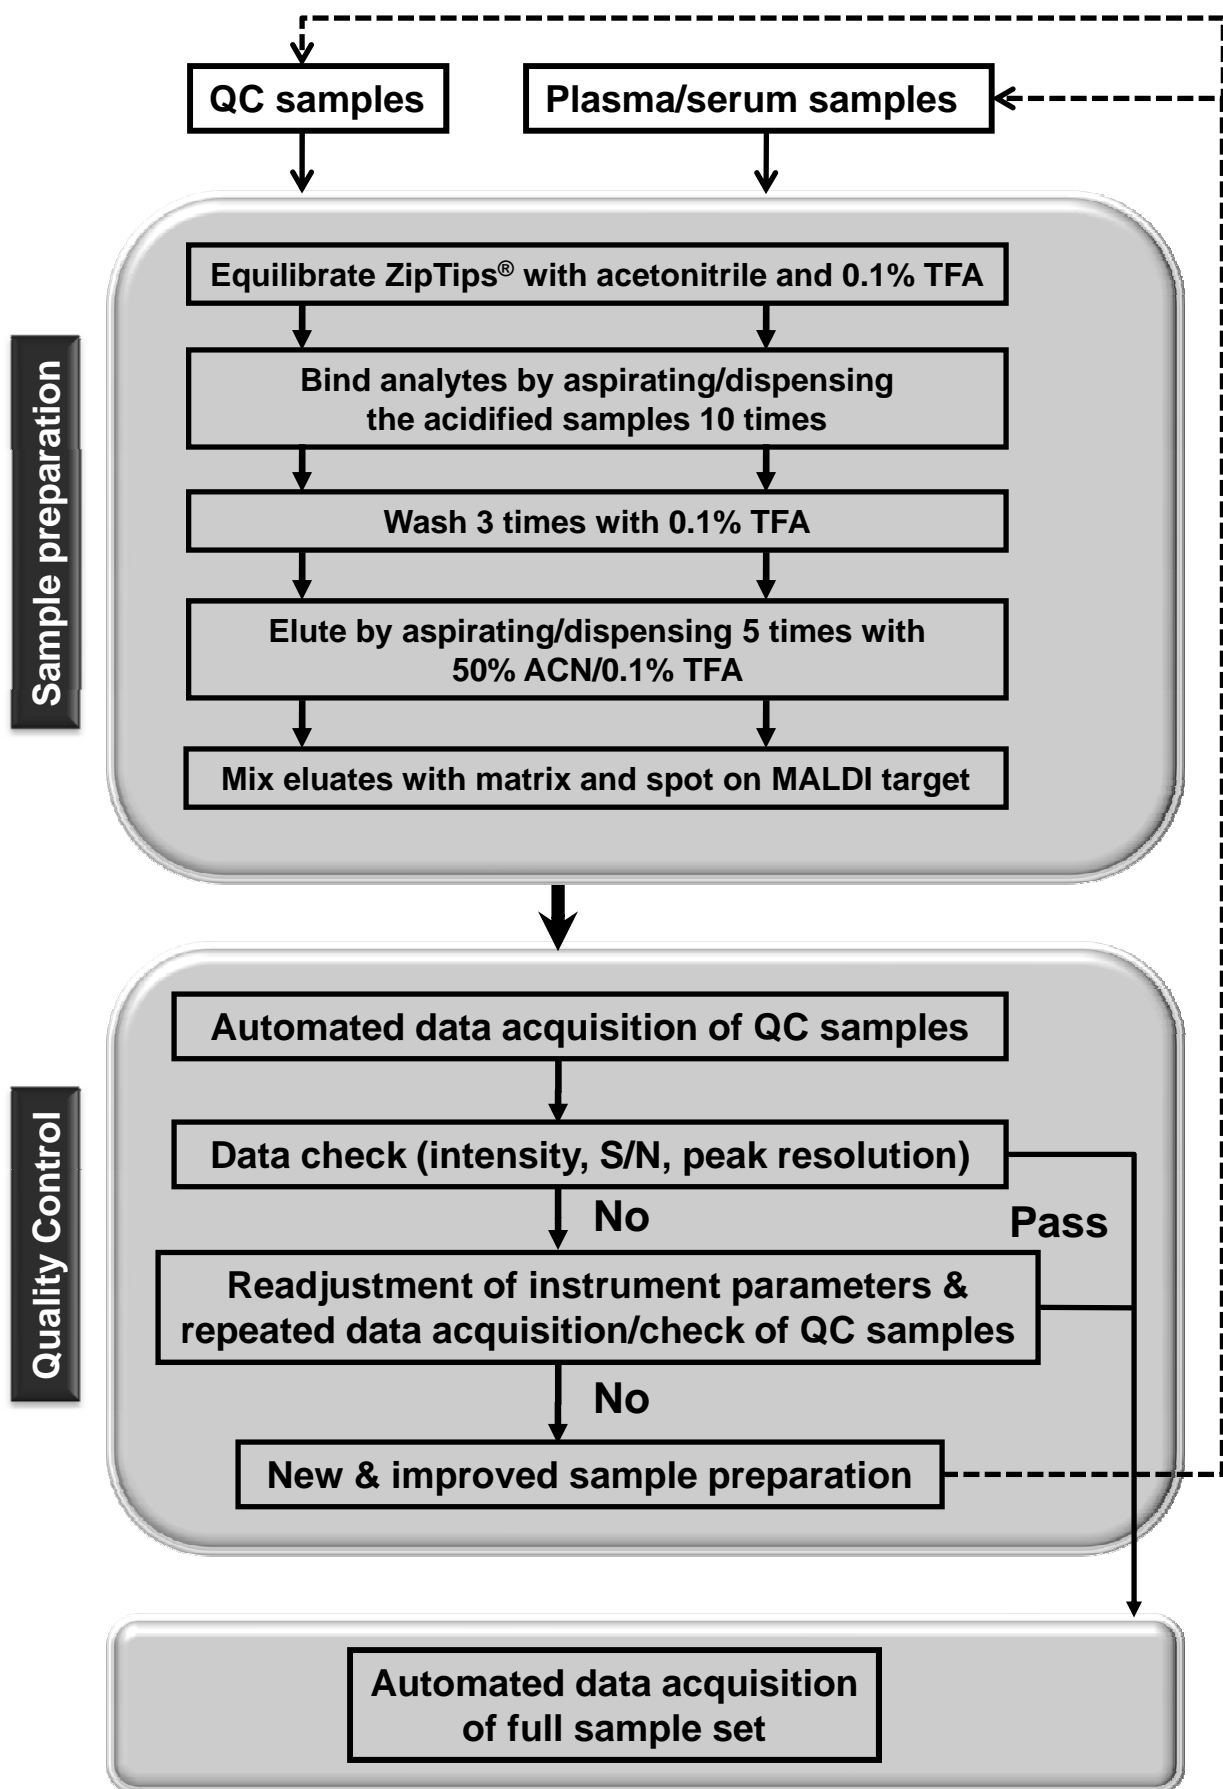 QC samples
Plasma/serum samples
Sample preparation
Equilibrate ZipTips® with acetonitrile and 0.1% TFA
Bind analytes by aspirating/dispensing
the acidified samples 10 times
Wash 3 times with 0.1% TFA
Elute by aspirating/dispensing 5 times with
50% ACN/0.1% TFA
Mix eluates with matrix and spot on MALDI target
Quality Control
Automated data acquisition of QC samples
Data check (intensity, S/N, peak resolution)
No
Pass
Readjustment of instrument parameters &
repeated data acquisition/check of QC samples
No
New & improved sample preparation
Automated data acquisition
of full sample set